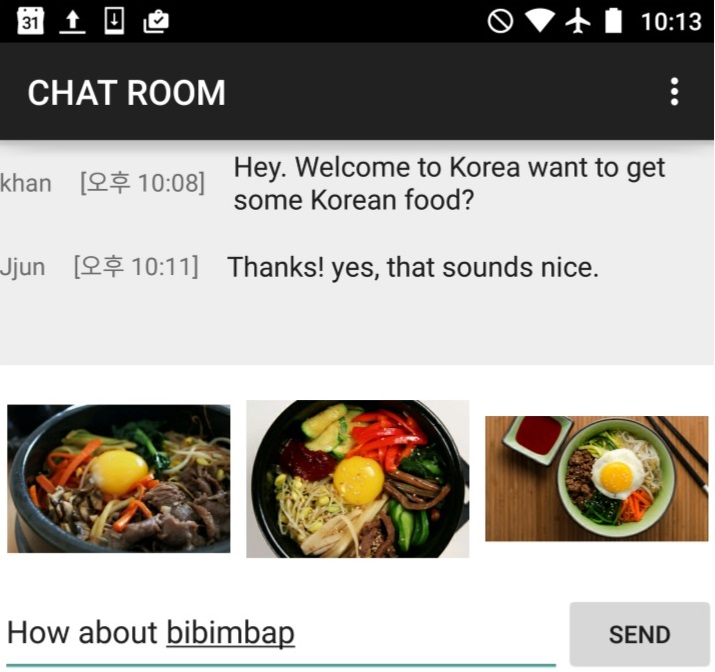 31 10:13
CHAT ROOM
khan [오후 10:08] Hey. Welcome to Korea want to get
some Korean food?
Jjun [오후 10:11] Thanks! yes, that sounds nice.
How about bibimbap SEND